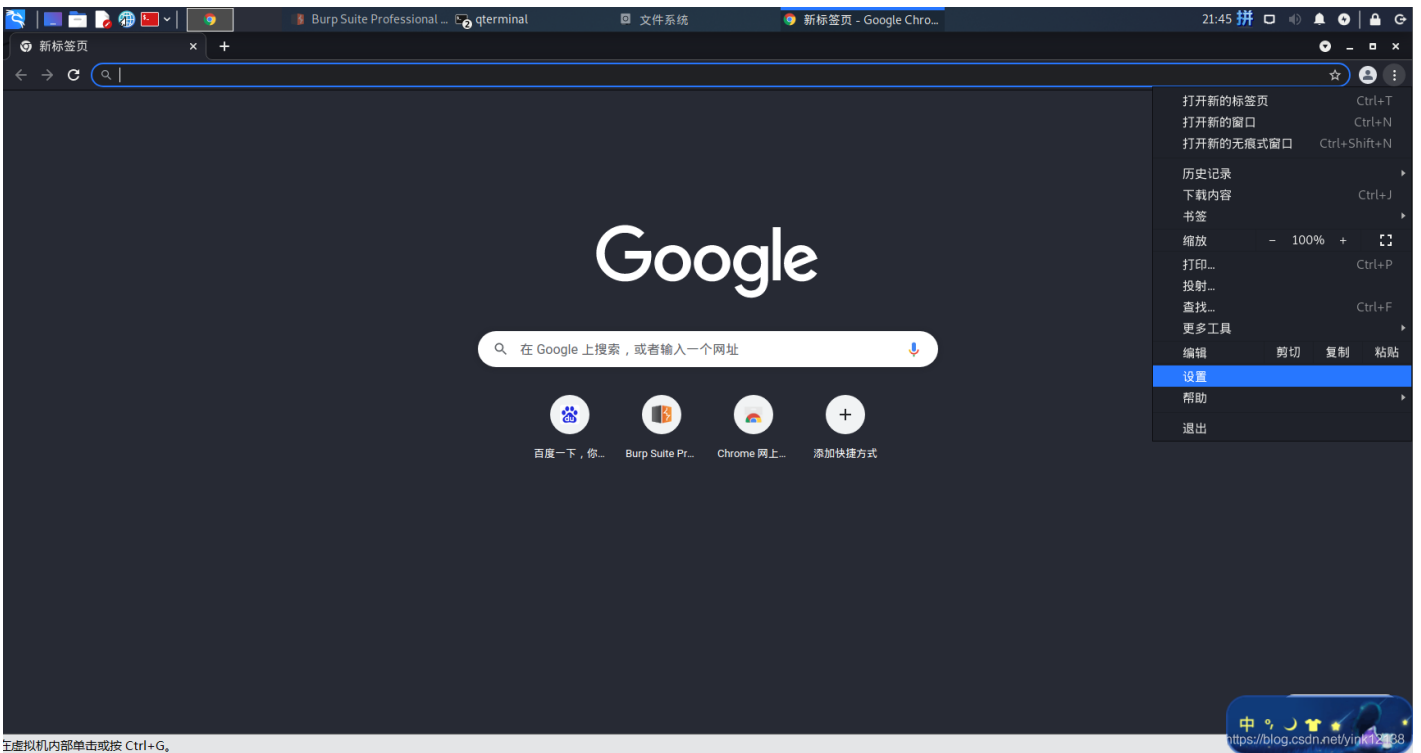 Burp Suite Professional ... qterminal 文件系统 新标签页 - Google Chro... 21:45 拼
新标签页
打开新的标签页 Ctrl+T
打开新的窗口 Ctrl+N
打开新的无痕式窗口 Ctrl+Shift+N
历史记录
下载内容 Ctrl+J
书签
缩放 - 100% +
打印... Ctrl+P
投射...
查找... Ctrl+F
更多工具
编辑 剪切 复制 粘贴
设置
帮助
退出
Google
在 Google 上搜索，或者输入一个网址
百度一下，你... Burp Suite Pr... Chrome 网上... 添加快捷方式
中
https://blog.csdn.net/yink12138
在虚拟机内部单击或按 Ctrl+G。